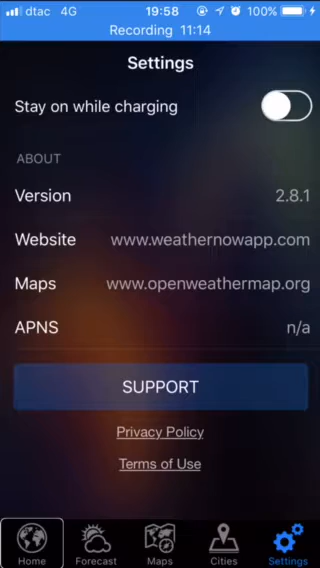 dtac 4G 19:58 100%
Recording 11:14
Settings
Stay on while charging
ABOUT
Version 2.8.1
Website www.weathernowapp.com
Maps www.openweathermap.org
APNS n/a
SUPPORT
Privacy Policy
Terms of Use
Home Forecast Maps Cities Settings